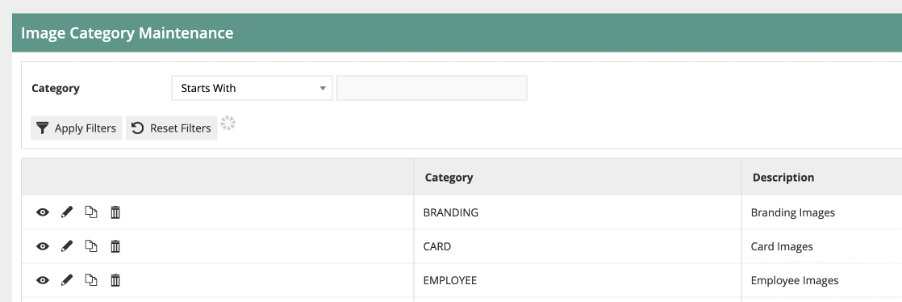 Image Category Maintenance
Category Starts With
Apply Filters Reset Filters
Category Description
BRANDING Branding Images
CARD Card Images
EMPLOYEE Employee Images